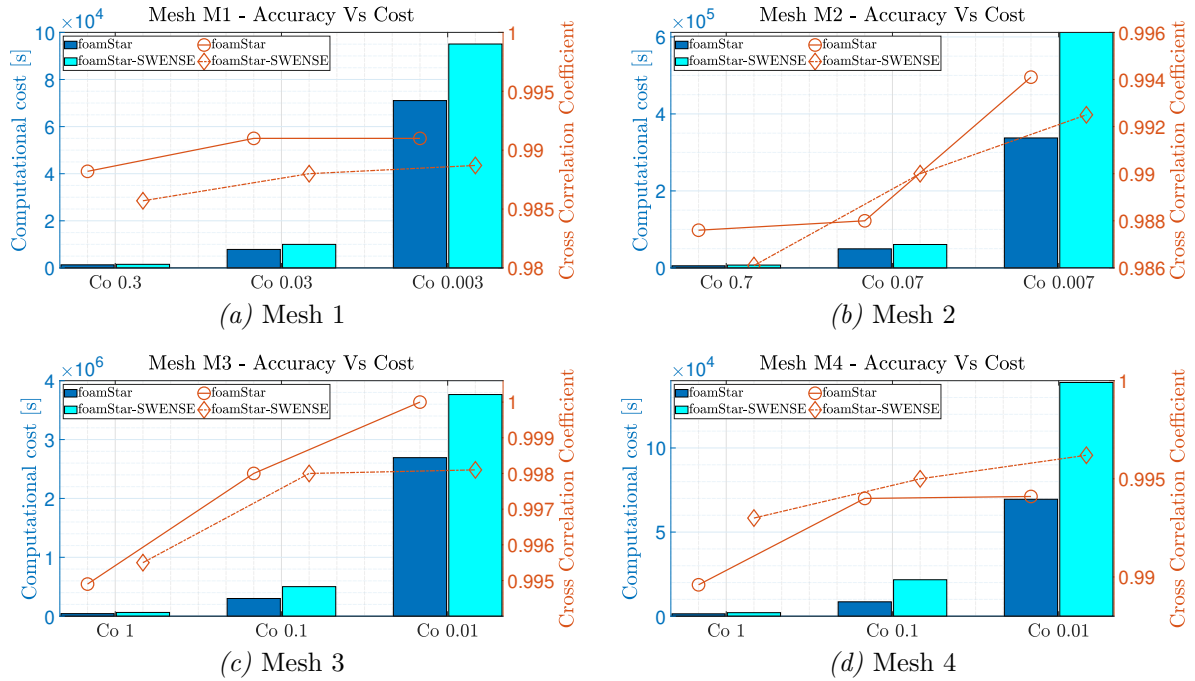 Mesh M1 - Accuracy Vs Cost
×10⁴
foamStar
foamStar
foamStar-SWENSE
foamStar-SWENSE
Computational cost [s]
10
8
6
4
2
0
Cross Correlation Coefficient
1
0.995
0.99
0.985
0.98
Co 0.3
Co 0.03
Co 0.003
(a) Mesh 1
Mesh M2 - Accuracy Vs Cost
×10⁵
foamStar
foamStar
foamStar-SWENSE
foamStar-SWENSE
Computational cost [s]
6
4
2
0
Cross Correlation Coefficient
0.996
0.994
0.992
0.99
0.988
0.986
Co 0.7
Co 0.07
Co 0.007
(b) Mesh 2
Mesh M3 - Accuracy Vs Cost
×10⁶
foamStar
foamStar
foamStar-SWENSE
foamStar-SWENSE
Computational cost [s]
4
3
2
1
0
Cross Correlation Coefficient
1
0.999
0.998
0.997
0.996
0.995
Co 1
Co 0.1
Co 0.01
(c) Mesh 3
Mesh M4 - Accuracy Vs Cost
×10⁴
foamStar
foamStar
foamStar-SWENSE
foamStar-SWENSE
Computational cost [s]
10
5
0
Cross Correlation Coefficient
1
0.995
0.99
Co 1
Co 0.1
Co 0.01
(d) Mesh 4